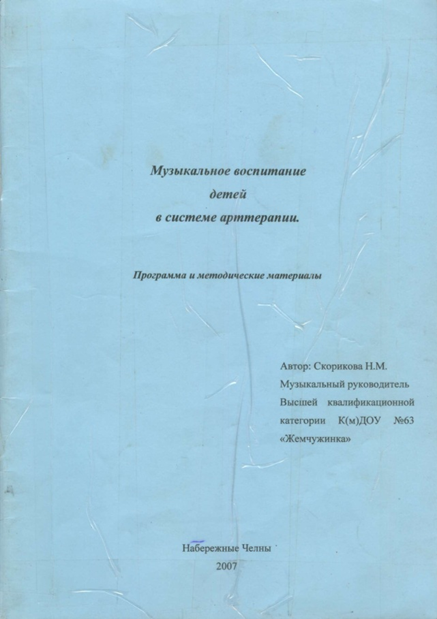 Музыкальное воспитание
детей
в системе арттерапии.
Программа и методические материалы
Автор: Скорикова Н.М.
Музыкальный руководитель
Высшей квалификационной
категории К(м)ДОУ №63
«Жемчужинка»
Набережные Челны
2007